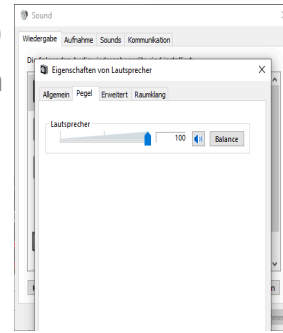 Sound
Wiedergabe Aufnahme Sounds Kommunikation
Eigenschaften von Lautsprecher
Allgemein Pegel Erweitert Raumklang
Lautsprecher
100 Balance